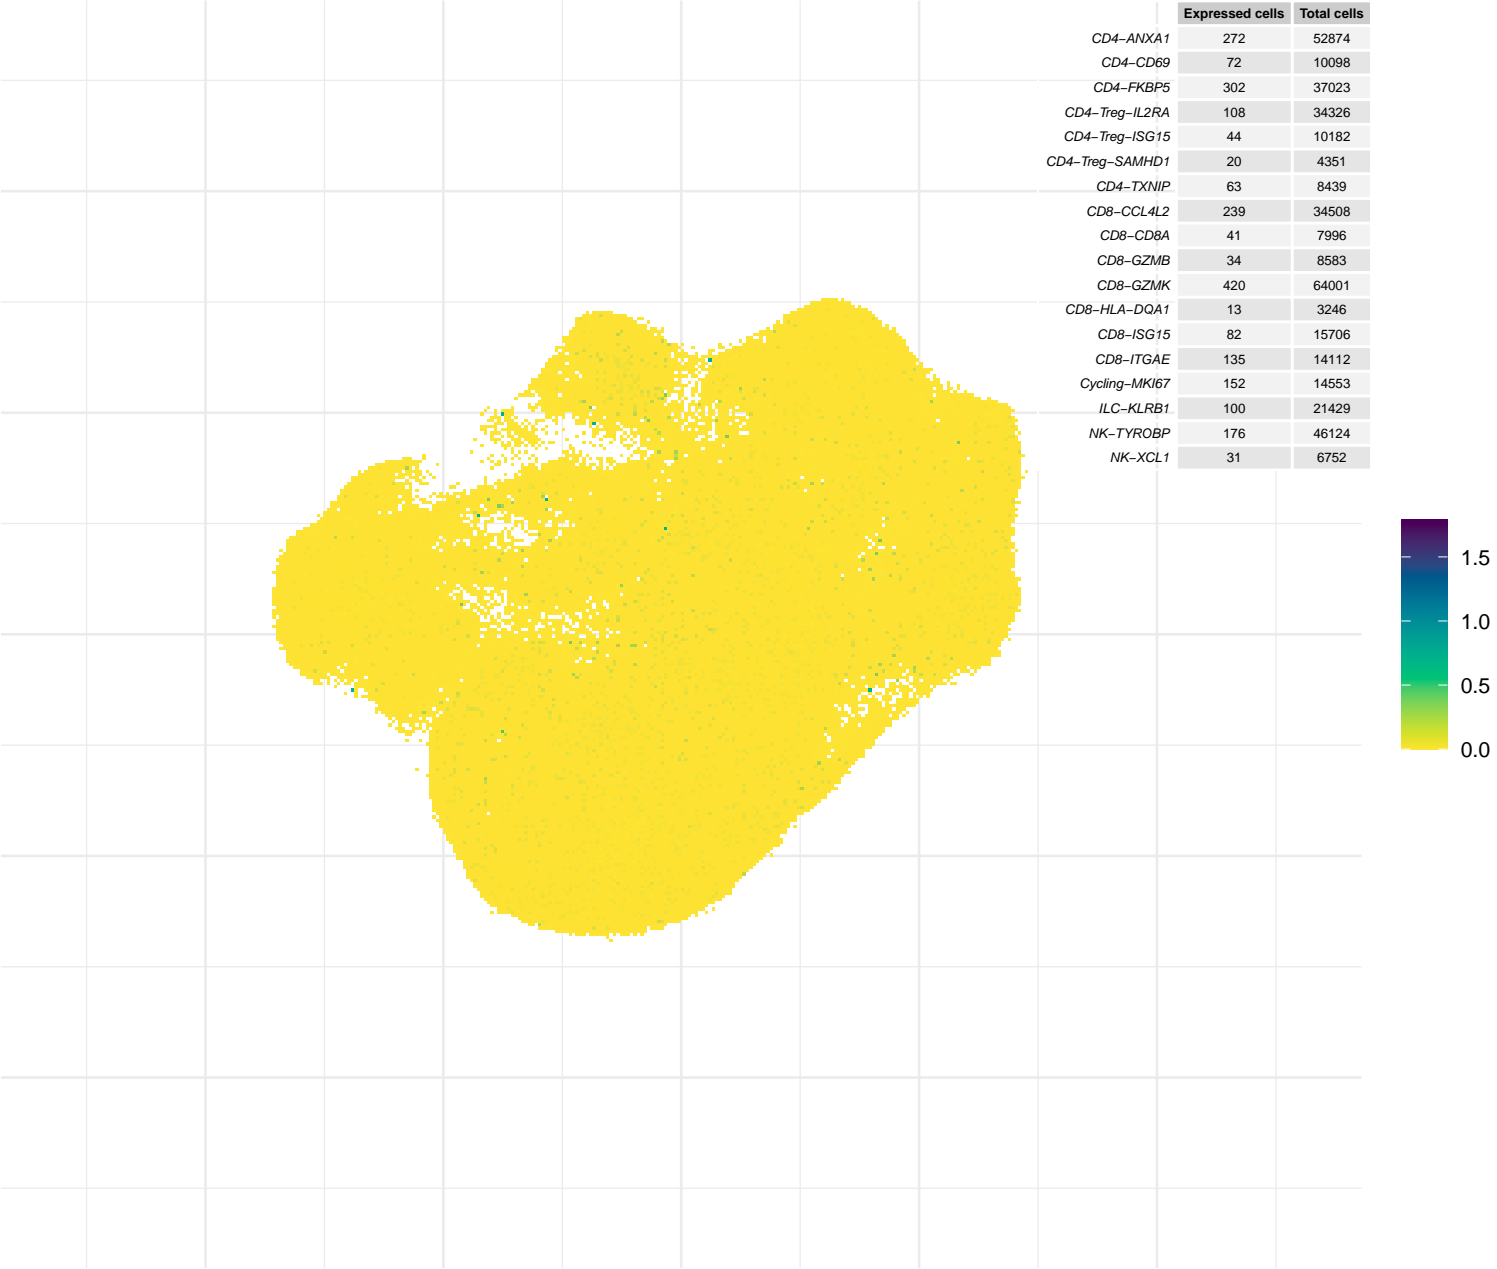 Expressed cells Total cells
CD4−ANXA1 272 52874
CD4−CD69 72 10098
CD4−FKBP5 302 37023
CD4−Treg−IL2RA 108 34326
CD4−Treg−ISG15 44 10182
CD4−Treg−SAMHD1 20 4351
CD4−TXNIP 63 8439
CD8−CCL4L2 239 34508
CD8−CD8A 41 7996
CD8−GZMB 34 8583
CD8−GZMK 420 64001
CD8−HLA−DQA1 13 3246
CD8−ISG15 82 15706
CD8−ITGAE 135 14112
Cycling−MKI67 152 14553
ILC−KLRB1 100 21429
NK−TYROBP 176 46124
NK−XCL1 31 6752
1.5
1.0
0.5
0.0